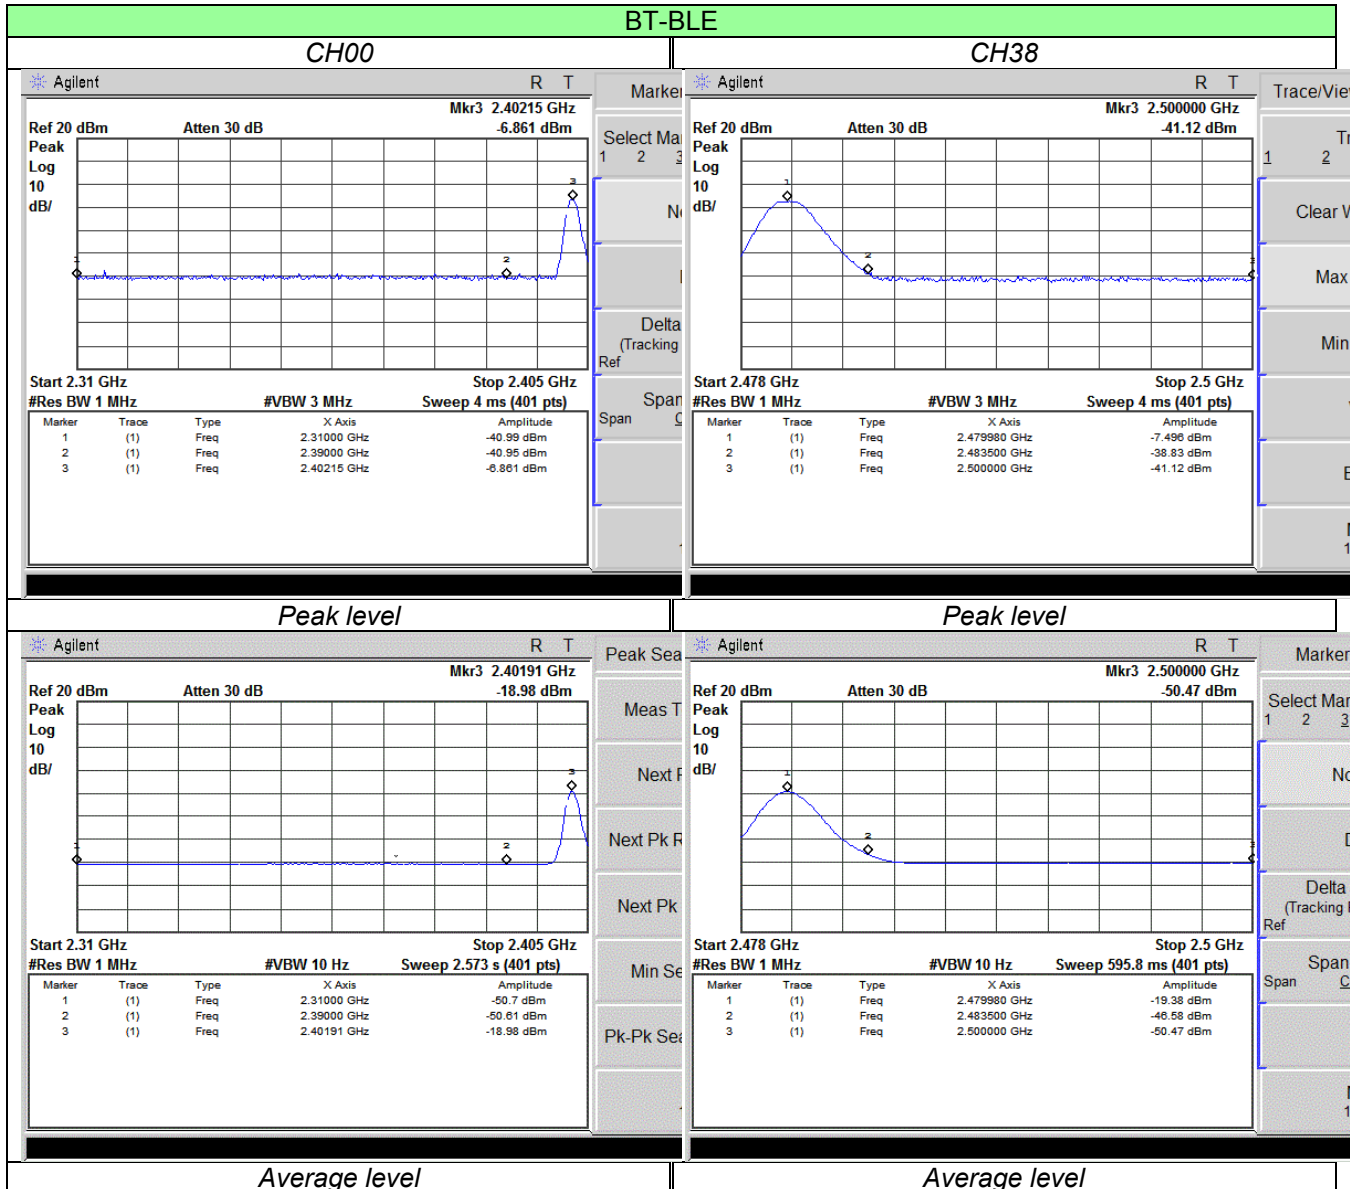 BT-BLE
CH00
CH38
Agilent R T
Marker
Mkr3 2.40215 GHz
Ref 20 dBm Atten 30 dB -6.861 dBm
Peak
Log
10
dB/
Select Ma
1 2 3
N
Delta
(Tracking
Ref
Span
Span C
1
2
3
Start 2.31 GHz Stop 2.405 GHz
#Res BW 1 MHz #VBW 3 MHz Sweep 4 ms (401 pts)
Marker Trace Type X Axis Amplitude
1 (1) Freq 2.31000 GHz -40.99 dBm
2 (1) Freq 2.39000 GHz -40.95 dBm
3 (1) Freq 2.40215 GHz -6.861 dBm
Agilent R T
Trace/Vie
Mkr3 2.500000 GHz
Ref 20 dBm Atten 30 dB -41.12 dBm
Peak
Log
10
dB/
Tr
1 2
Clear V
Max
Min
1
2
Start 2.478 GHz Stop 2.5 GHz
#Res BW 1 MHz #VBW 3 MHz Sweep 4 ms (401 pts)
Marker Trace Type X Axis Amplitude
1 (1) Freq 2.479980 GHz -7.496 dBm
2 (1) Freq 2.483500 GHz -38.83 dBm
3 (1) Freq 2.500000 GHz -41.12 dBm
Peak level
Peak level
Agilent R T
Peak Sea
Mkr3 2.40191 GHz
Ref 20 dBm Atten 30 dB -18.98 dBm
Peak
Log
10
dB/
Meas T
Next P
Next Pk R
Next Pk
Min Se
Pk-Pk Sea
1
2
3
Start 2.31 GHz Stop 2.405 GHz
#Res BW 1 MHz #VBW 10 Hz Sweep 2.573 s (401 pts)
Marker Trace Type X Axis Amplitude
1 (1) Freq 2.31000 GHz -50.7 dBm
2 (1) Freq 2.39000 GHz -50.61 dBm
3 (1) Freq 2.40191 GHz -18.98 dBm
Agilent R T
Marker
Mkr3 2.500000 GHz
Ref 20 dBm Atten 30 dB -50.47 dBm
Peak
Log
10
dB/
Select Mar
1 2 3
No
D
Delta
(Tracking
Ref
Span
Span C
1
2
Start 2.478 GHz Stop 2.5 GHz
#Res BW 1 MHz #VBW 10 Hz Sweep 595.8 ms (401 pts)
Marker Trace Type X Axis Amplitude
1 (1) Freq 2.479980 GHz -19.38 dBm
2 (1) Freq 2.483500 GHz -46.58 dBm
3 (1) Freq 2.500000 GHz -50.47 dBm
Average level
Average level